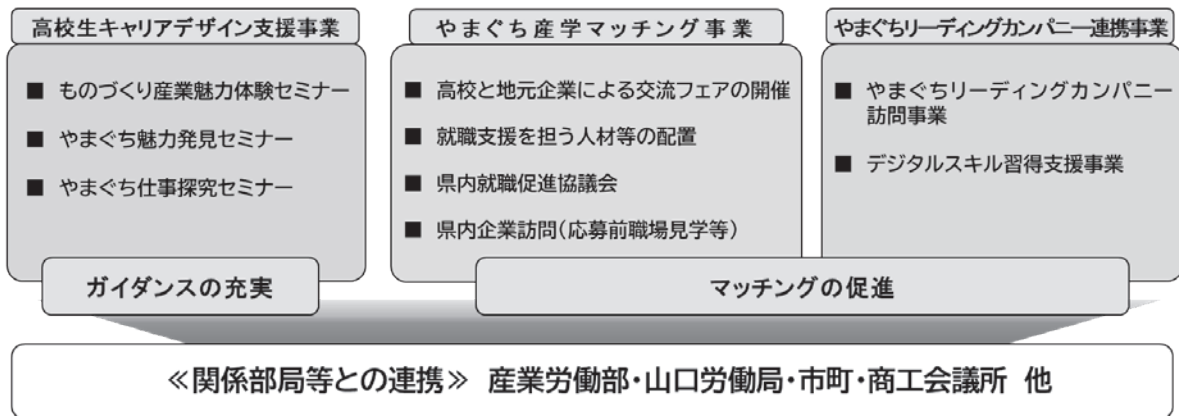 高校生キャリアデザイン支援事業
■ ものづくり産業魅力体験セミナー
■ やまぐち魅力発見セミナー
■ やまぐち仕事探究セミナー
ガイダンスの充実
やまぐち産学マッチング事業
■ 高校と地元企業による交流フェアの開催
■ 就職支援を担う人材等の配置
■ 県内就職促進協議会
■ 県内企業訪問(応募前職場見学等)
やまぐちリーディングカンパニー連携事業
■ やまぐちリーディングカンパニー
訪問事業
■ デジタルスキル習得支援事業
マッチングの促進
≪関係部局等との連携≫ 産業労働部・山口労働局・市町・商工会議所 他